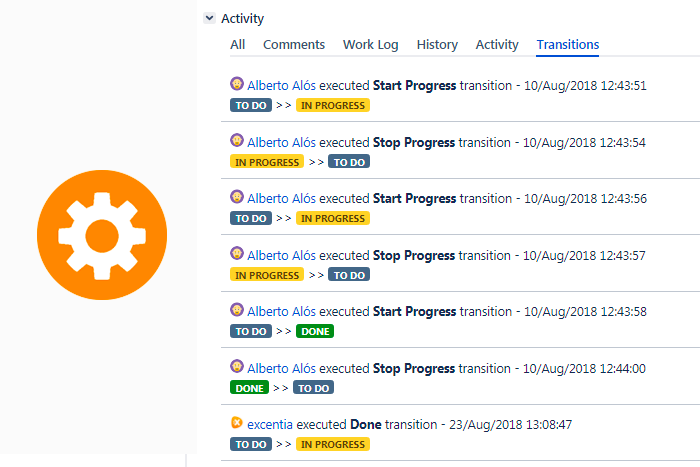 Activity
All Comments Work Log History Activity Transitions
Alberto Alós executed Start Progress transition - 10/Aug/2018 12:43:51
TO DO >> IN PROGRESS
Alberto Alós executed Stop Progress transition - 10/Aug/2018 12:43:54
IN PROGRESS >> TO DO
Alberto Alós executed Start Progress transition - 10/Aug/2018 12:43:56
TO DO >> IN PROGRESS
Alberto Alós executed Stop Progress transition - 10/Aug/2018 12:43:57
IN PROGRESS >> TO DO
Alberto Alós executed Start Progress transition - 10/Aug/2018 12:43:58
TO DO >> DONE
Alberto Alós executed Stop Progress transition - 10/Aug/2018 12:44:00
DONE >> TO DO
excentia executed Done transition - 23/Aug/2018 13:08:47
TO DO >> IN PROGRESS